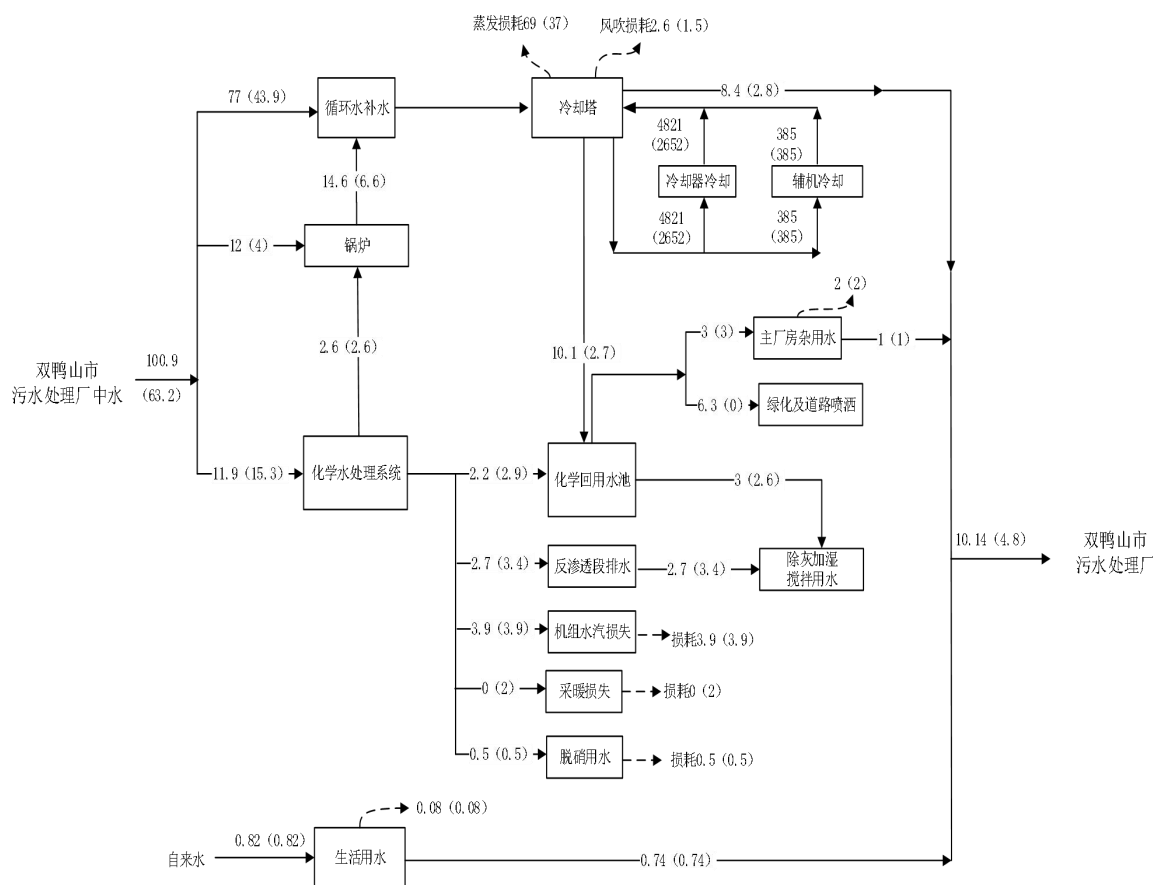 蒸发损耗69（37）
风吹损耗2.6（1.5）
77（43.9）
循环水补水
冷却塔
8.4（2.8）
4821
（2652）
385
（385）
冷却器冷却
辅机冷却
14.6（6.6）
4821
（2652）
385
（385）
12（4）
锅炉
2（2）
2.6（2.6）
10.1（2.7）
3（3）
主厂房杂用水
1（1）
双鸭山市
污水处理厂中水
100.9
（63.2）
6.3（0）
绿化及道路喷洒
11.9（15.3）
化学水处理系统
2.2（2.9）
化学回用水池
3（2.6）
2.7（3.4）
反渗透段排水
2.7（3.4）
除灰加湿
搅拌用水
10.14（4.8）
双鸭山市
污水处理厂
3.9（3.9）
机组水汽损失
损耗3.9（3.9）
0（2）
采暖损失
损耗0（2）
0.5（0.5）
脱硝用水
损耗0.5（0.5）
0.08（0.08）
自来水
0.82（0.82）
生活用水
0.74（0.74）